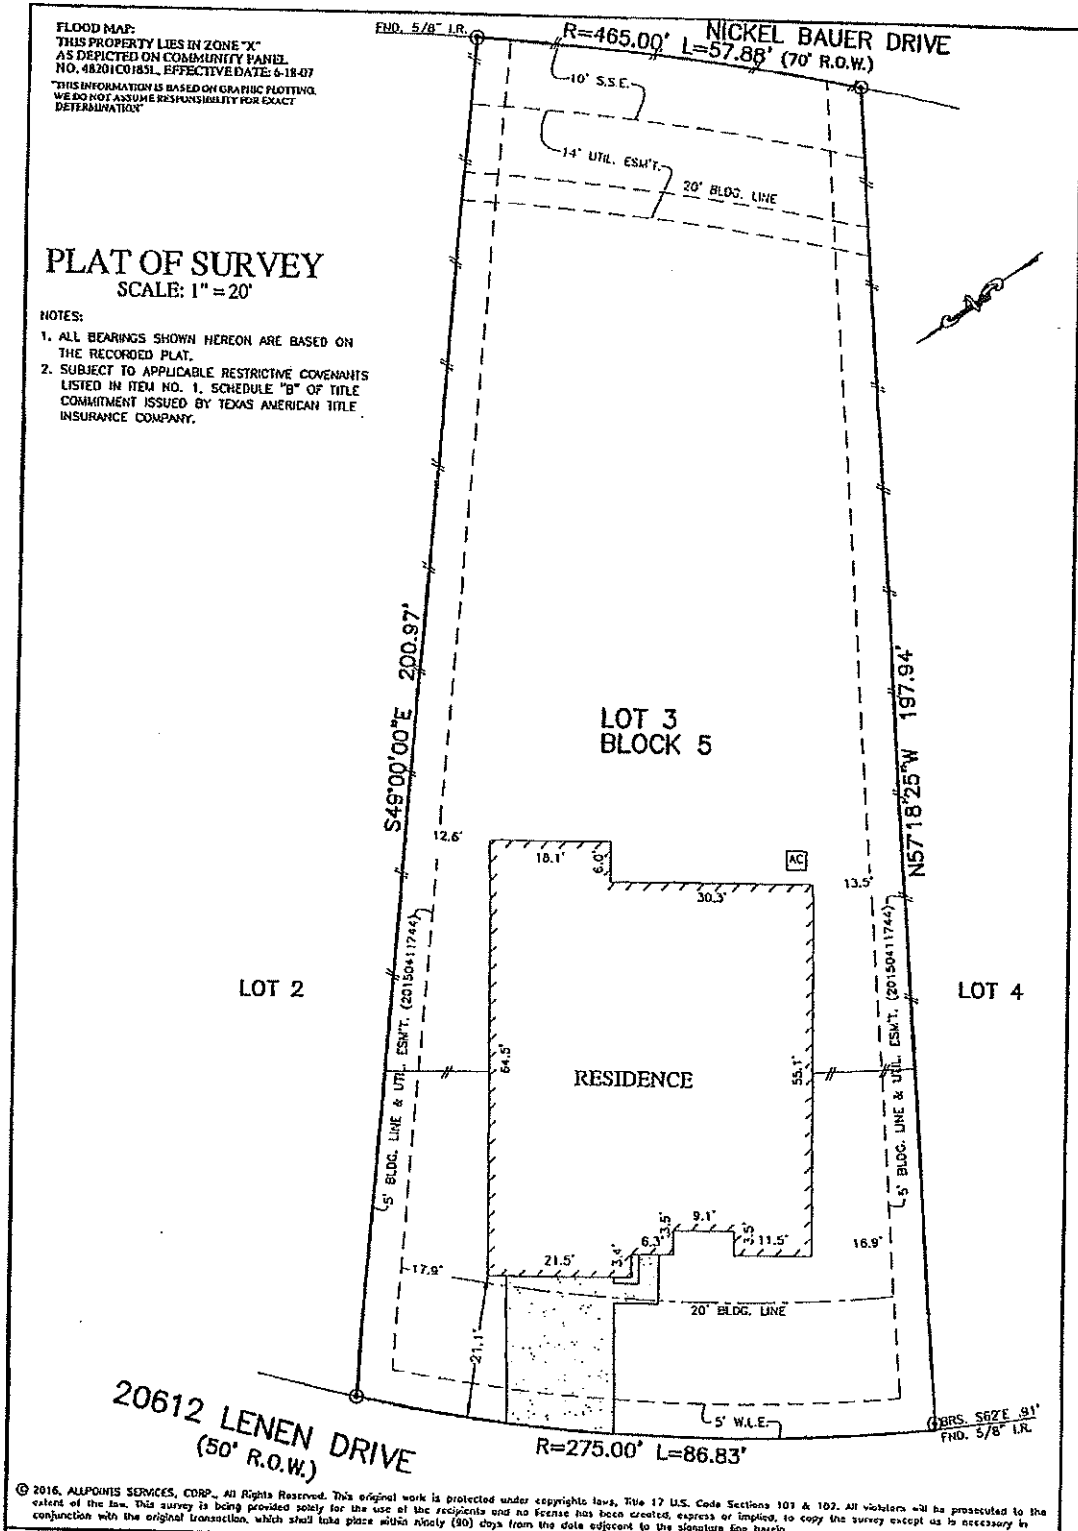 FLOOD MAP:
THIS PROPERTY LIES IN ZONE "X"
AS DEPICTED ON COMMUNITY PANEL
NO. 48201C0185L, EFFECTIVE DATE: 6-18-07
"THIS INFORMATION IS BASED ON GRAPHIC PLOTTING.
WE DO NOT ASSUME RESPONSIBILITY FOR EXACT
DETERMINATION"
FND. 5/8" I.R.
NICKEL BAUER DRIVE
R=465.00' L=57.88' (70' R.O.W.)
10' S.S.E.
14' UTIL. ESM'T.
20' BLDG. LINE
PLAT OF SURVEY
SCALE: 1" = 20'
NOTES:
1. ALL BEARINGS SHOWN HEREON ARE BASED ON
THE RECORDED PLAT.
2. SUBJECT TO APPLICABLE RESTRICTIVE COVENANTS
LISTED IN ITEM NO. 1, SCHEDULE "B" OF TITLE
COMMITMENT ISSUED BY TEXAS AMERICAN TITLE
INSURANCE COMPANY.
S49°00'00"E 200.97'
N57°18'25"W 197.94'
LOT 3
BLOCK 5
12.6'
18.1'
6.0'
AC
30.3'
13.5'
5' BLDG. LINE & UTIL. ESM'T. (20150411744)
5' BLDG. LINE & UTIL. ESM'T. (20150411744)
LOT 2
LOT 4
64.5'
RESIDENCE
55.1'
9.1'
3.5'
3.5'
6.3'
11.5'
16.9'
21.5'
3.4'
17.9'
20' BLDG. LINE
21.1'
5' W.L.E.
20612 LENEN DRIVE
(50' R.O.W.)
R=275.00' L=86.83'
BRS. S62°E .91'
FND. 5/8" I.R.
© 2016, ALLPOINTS SERVICES, CORP., All Rights Reserved. This original work is protected under copyrights laws, Title 17 U.S. Code Sections 101 & 102. All violators will be prosecuted to the
extent of the law. This survey is being provided solely for the use of the recipients and no license has been created, express or implied, to copy the survey except as is necessary in
conjunction with the original transaction, which shall take place within ninety (90) days from the date adjacent to the signature line herein.